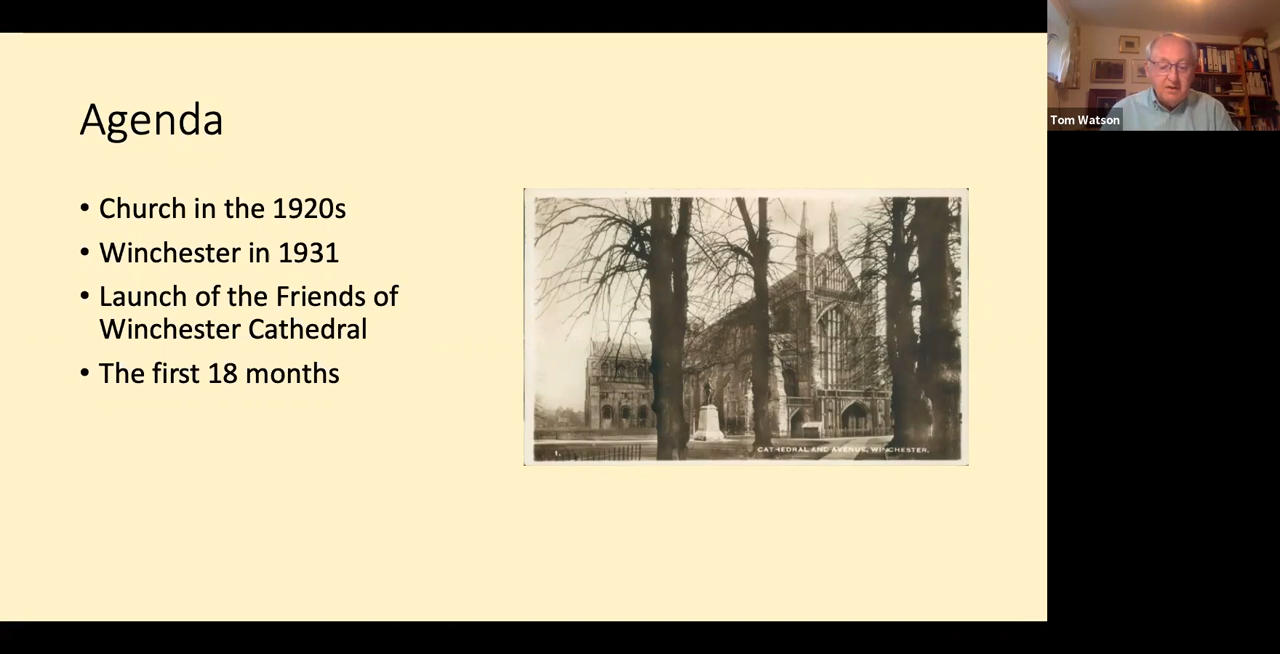 Agenda
• Church in the 1920s
• Winchester in 1931
• Launch of the Friends of
Winchester Cathedral
• The first 18 months
1.
CATHEDRAL AND AVENUE, WINCHESTER.
Tom Watson